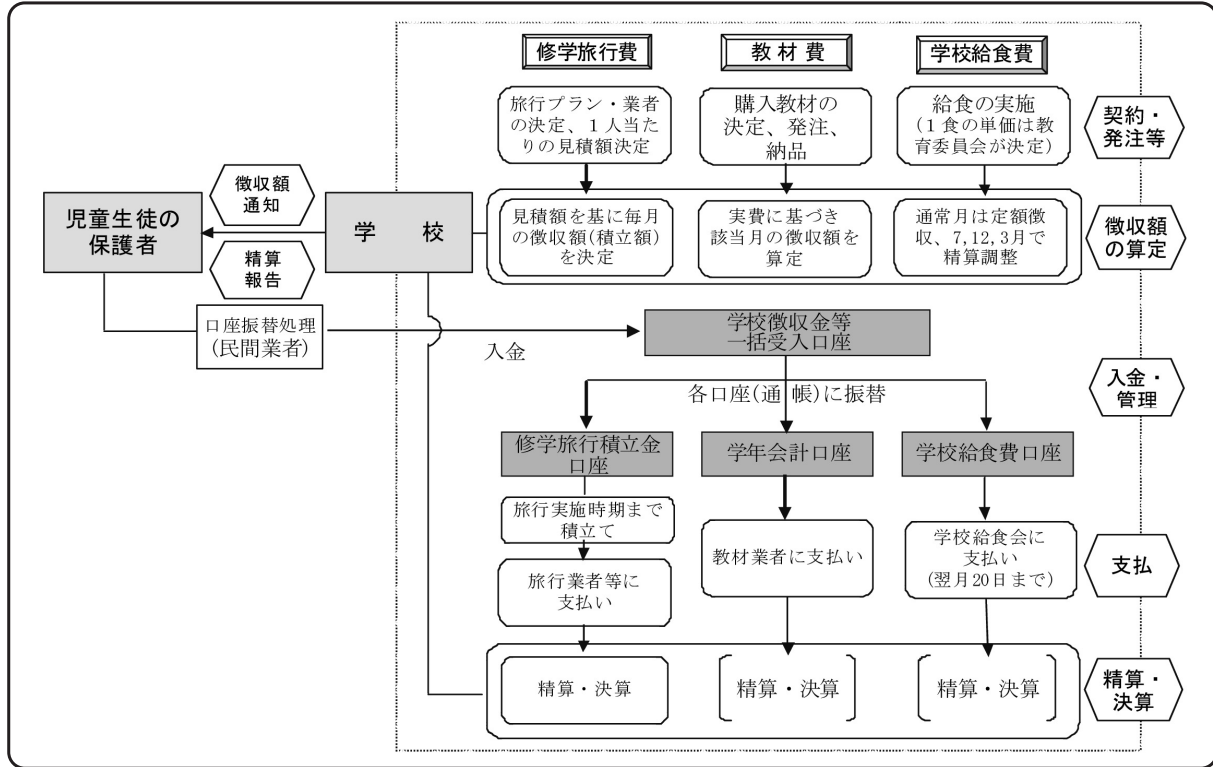 修学旅行費
教材費
学校給食費
旅行プラン・業者
の決定、１人当た
りの見積額決定
購入教材の
決定、発注、
納品
給食の実施
(１食の単価は教
育委員会が決定)
契約・
発注等
徴収額
通知
児童生徒の
保護者
学 校
精算
報告
見積額を基に毎月
の徴収額(積立額)
を決定
実費に基づき
該当月の徴収額を
算定
通常月は定額徴
収、7,12,3月で
精算調整
徴収額
の算定
口座振替処理
(民間業者)
入金
学校徴収金等
一括受入口座
入金・
管理
各口座(通 帳)に振替
修学旅行積立金
口座
学年会計口座
学校給食費口座
旅行実施時期まで
積立て
旅行業者等に
支払い
教材業者に支払い
学校給食会に
支払い
(翌月20日まで)
支払
精算・決算
精算・決算
精算・決算
精算・
決算